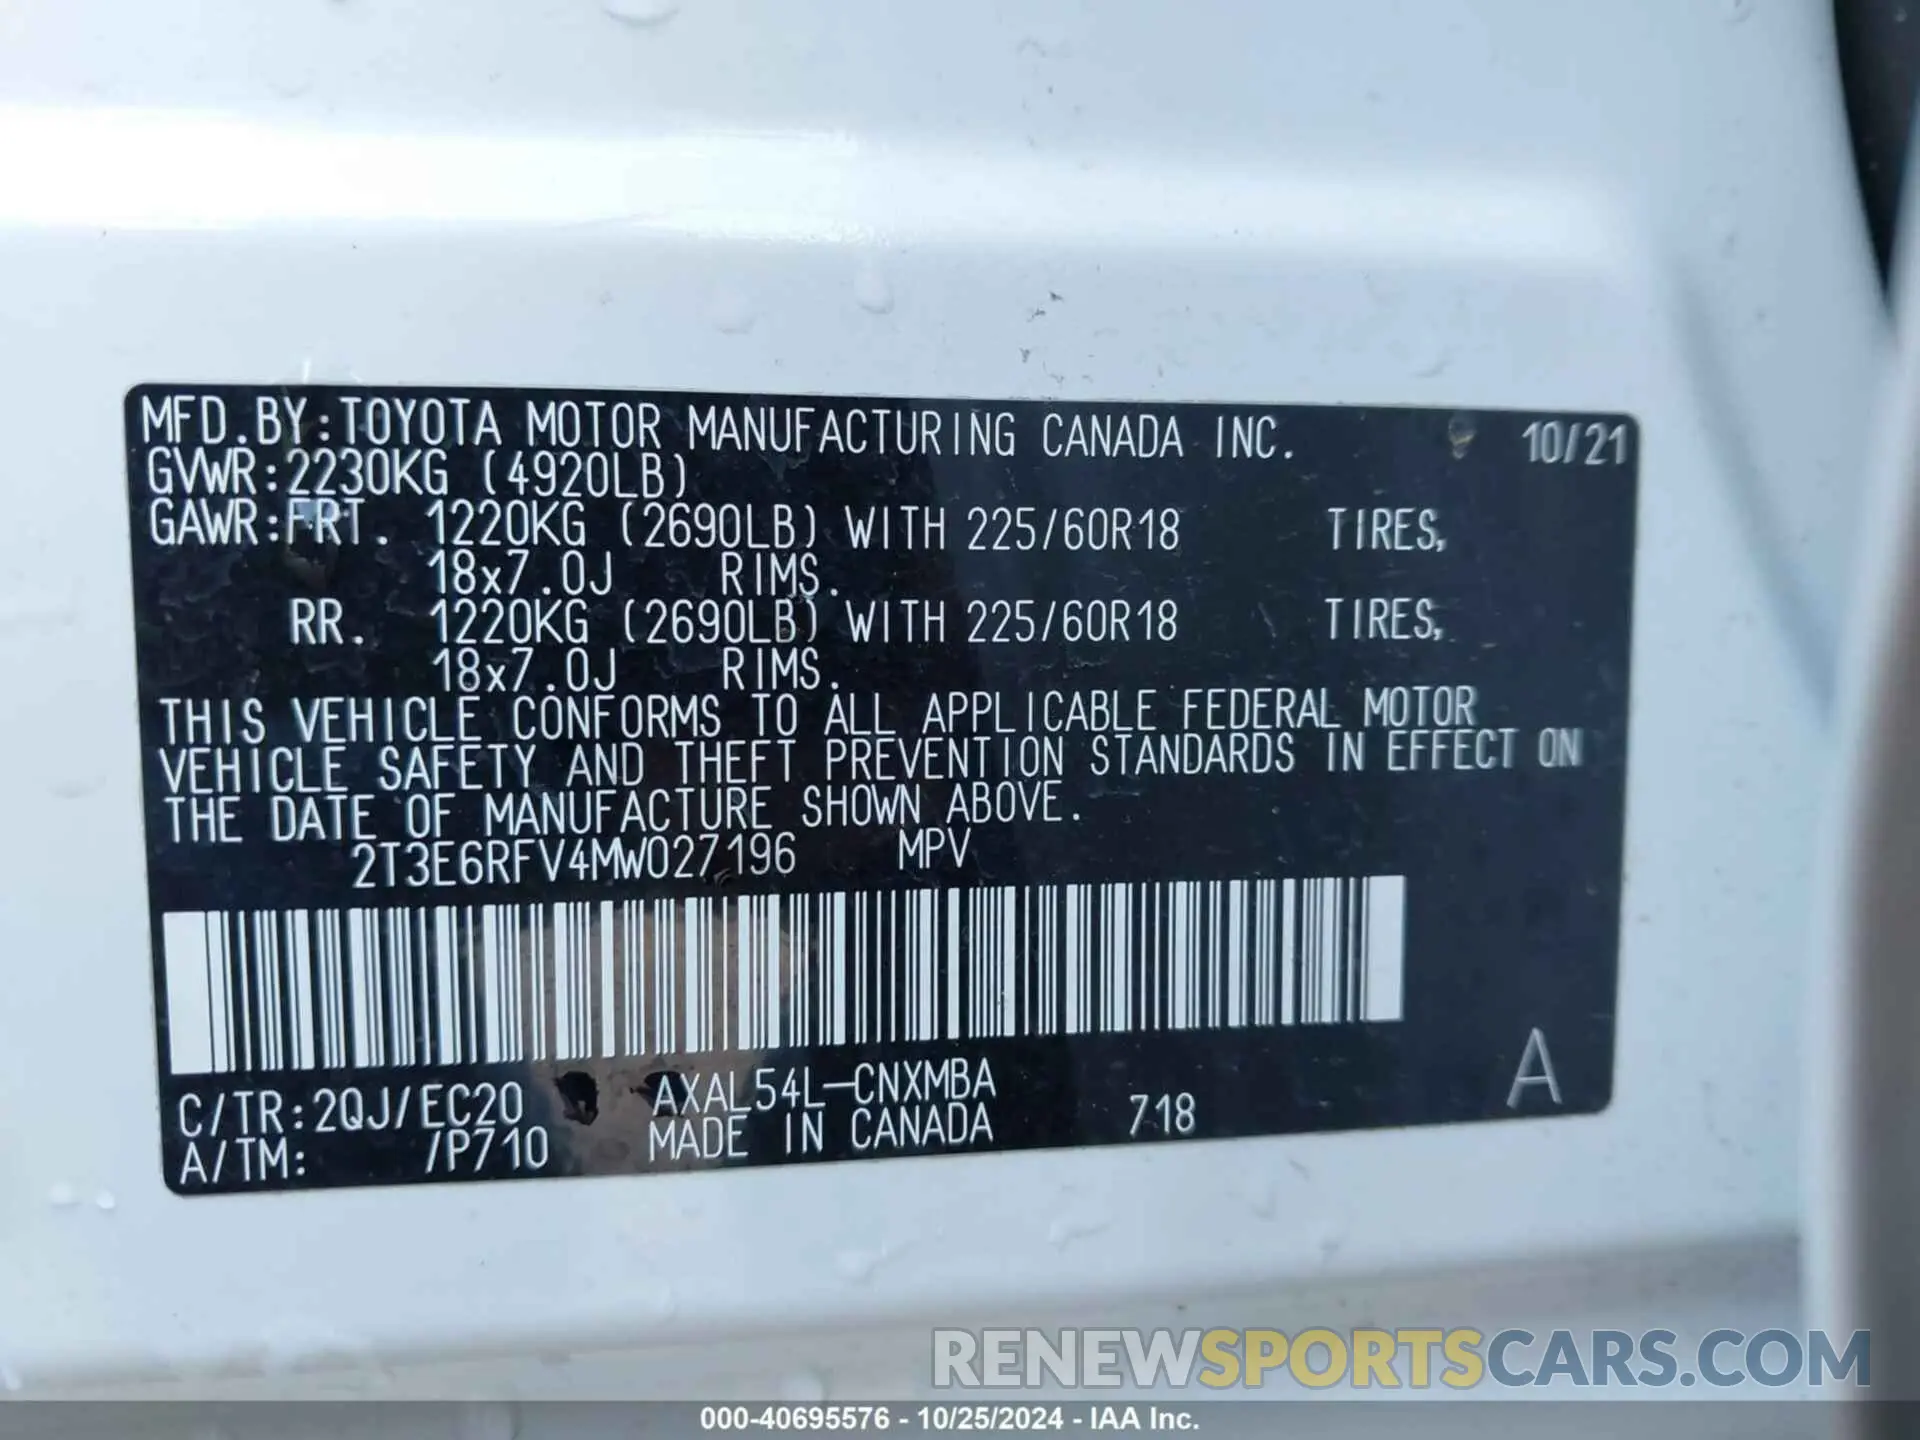 MFD.BY:TOYOTA MOTOR MANUFACTURING CANADA INC. 10/21
GVWR:2230KG (4920LB)
GAWR:FRT. 1220KG (2690LB) WITH 225/60R18 TIRES,
18x7.0J RIMS.
RR. 1220KG (2690LB) WITH 225/60R18 TIRES,
18x7.0J RIMS.
THIS VEHICLE CONFORMS TO ALL APPLICABLE FEDERAL MOTOR
VEHICLE SAFETY AND THEFT PREVENTION STANDARDS IN EFFECT ON
THE DATE OF MANUFACTURE SHOWN ABOVE.
2T3E6RFV4MW027196 MPV
C/TR:2QJ/EC20 AXAL54L-CNXMBA A
A/TM: /P710 MADE IN CANADA 718
RENEWSPORTSCARS.COM
000-40695576 - 10/25/2024 - IAA Inc.